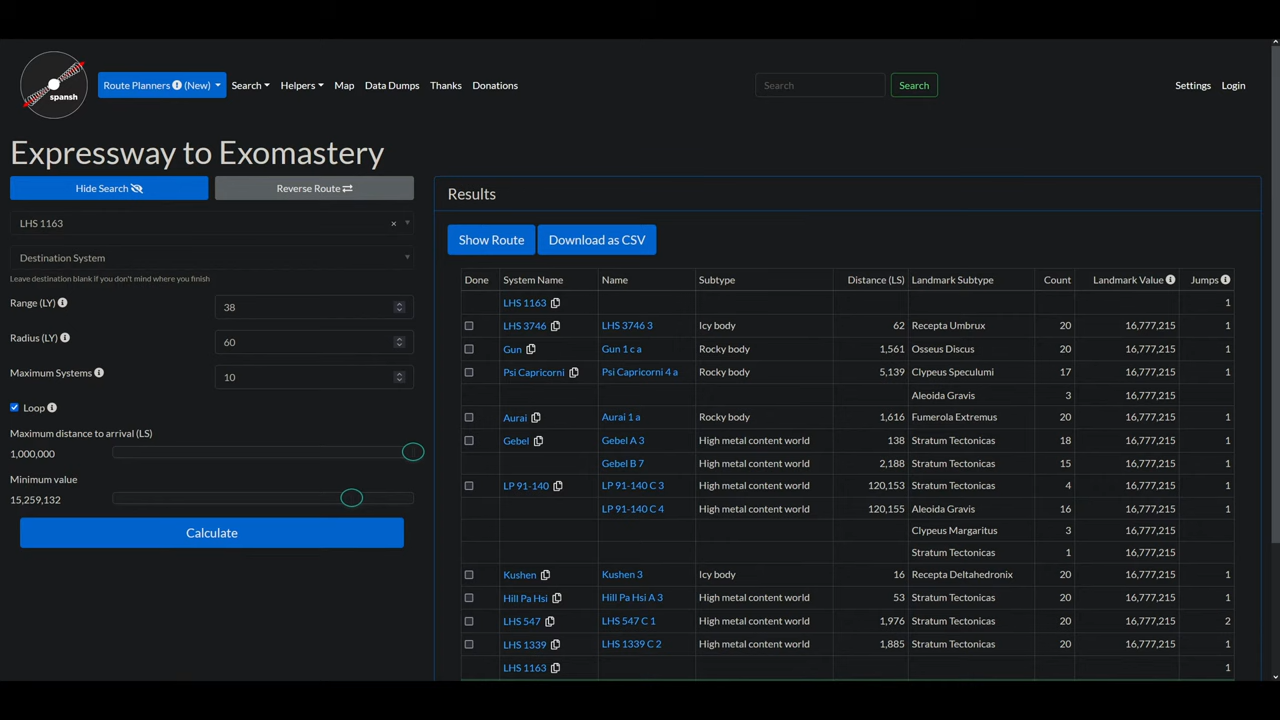 spansh
Route Planners (New) Search Helpers Map Data Dumps Thanks Donations Search Search Settings Login
Expressway to Exomastery
Hide Search Reverse Route
LHS 1163 ×
Destination System
Leave destination blank if you don't mind where you finish
Range (LY) 38
Radius (LY) 60
Maximum Systems 10
Loop
Maximum distance to arrival (LS)
1,000,000
Minimum value
15,259,132
Calculate
Results
Show Route Download as CSV
Done System Name Name Subtype Distance (LS) Landmark Subtype Count Landmark Value Jumps
LHS 1163 1
LHS 3746 LHS 3746 3 Icy body 62 Recepta Umbrux 20 16,777,215 1
Gun Gun 1 c a Rocky body 1,561 Osseus Discus 20 16,777,215 1
Psi Capricorni Psi Capricorni 4 a Rocky body 5,139 Clypeus Speculumi 17 16,777,215 1
Aleoida Gravis 3 16,777,215
Aurai Aurai 1 a Rocky body 1,616 Fumerola Extremus 20 16,777,215 1
Gebel Gebel A 3 High metal content world 138 Stratum Tectonicas 18 16,777,215 1
Gebel B 7 High metal content world 2,188 Stratum Tectonicas 15 16,777,215 1
LP 91-140 LP 91-140 C 3 High metal content world 120,153 Stratum Tectonicas 4 16,777,215 1
LP 91-140 C 4 High metal content world 120,155 Aleoida Gravis 16 16,777,215 1
Clypeus Margaritus 3 16,777,215
Stratum Tectonicas 1 16,777,215
Kushen Kushen 3 Icy body 16 Recepta Deltahedronix 20 16,777,215 1
Hill Pa Hsi Hill Pa Hsi A 3 High metal content world 53 Stratum Tectonicas 20 16,777,215 1
LHS 547 LHS 547 C 1 High metal content world 1,976 Stratum Tectonicas 20 16,777,215 2
LHS 1339 LHS 1339 C 2 High metal content world 1,885 Stratum Tectonicas 20 16,777,215 1
LHS 1163 1